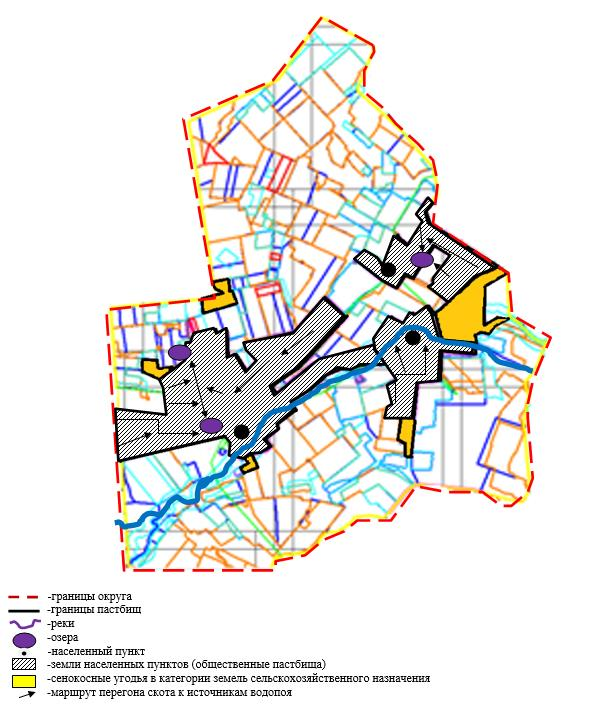 -границы округа
-границы пастбищ
-реки
-озера
-населенный пункт
-земли населенных пунктов (общественные пастбища)
-сенокосные угодья в категории земель сельскохозяйственного назначения
-маршрут перегона скота к источникам водопоя